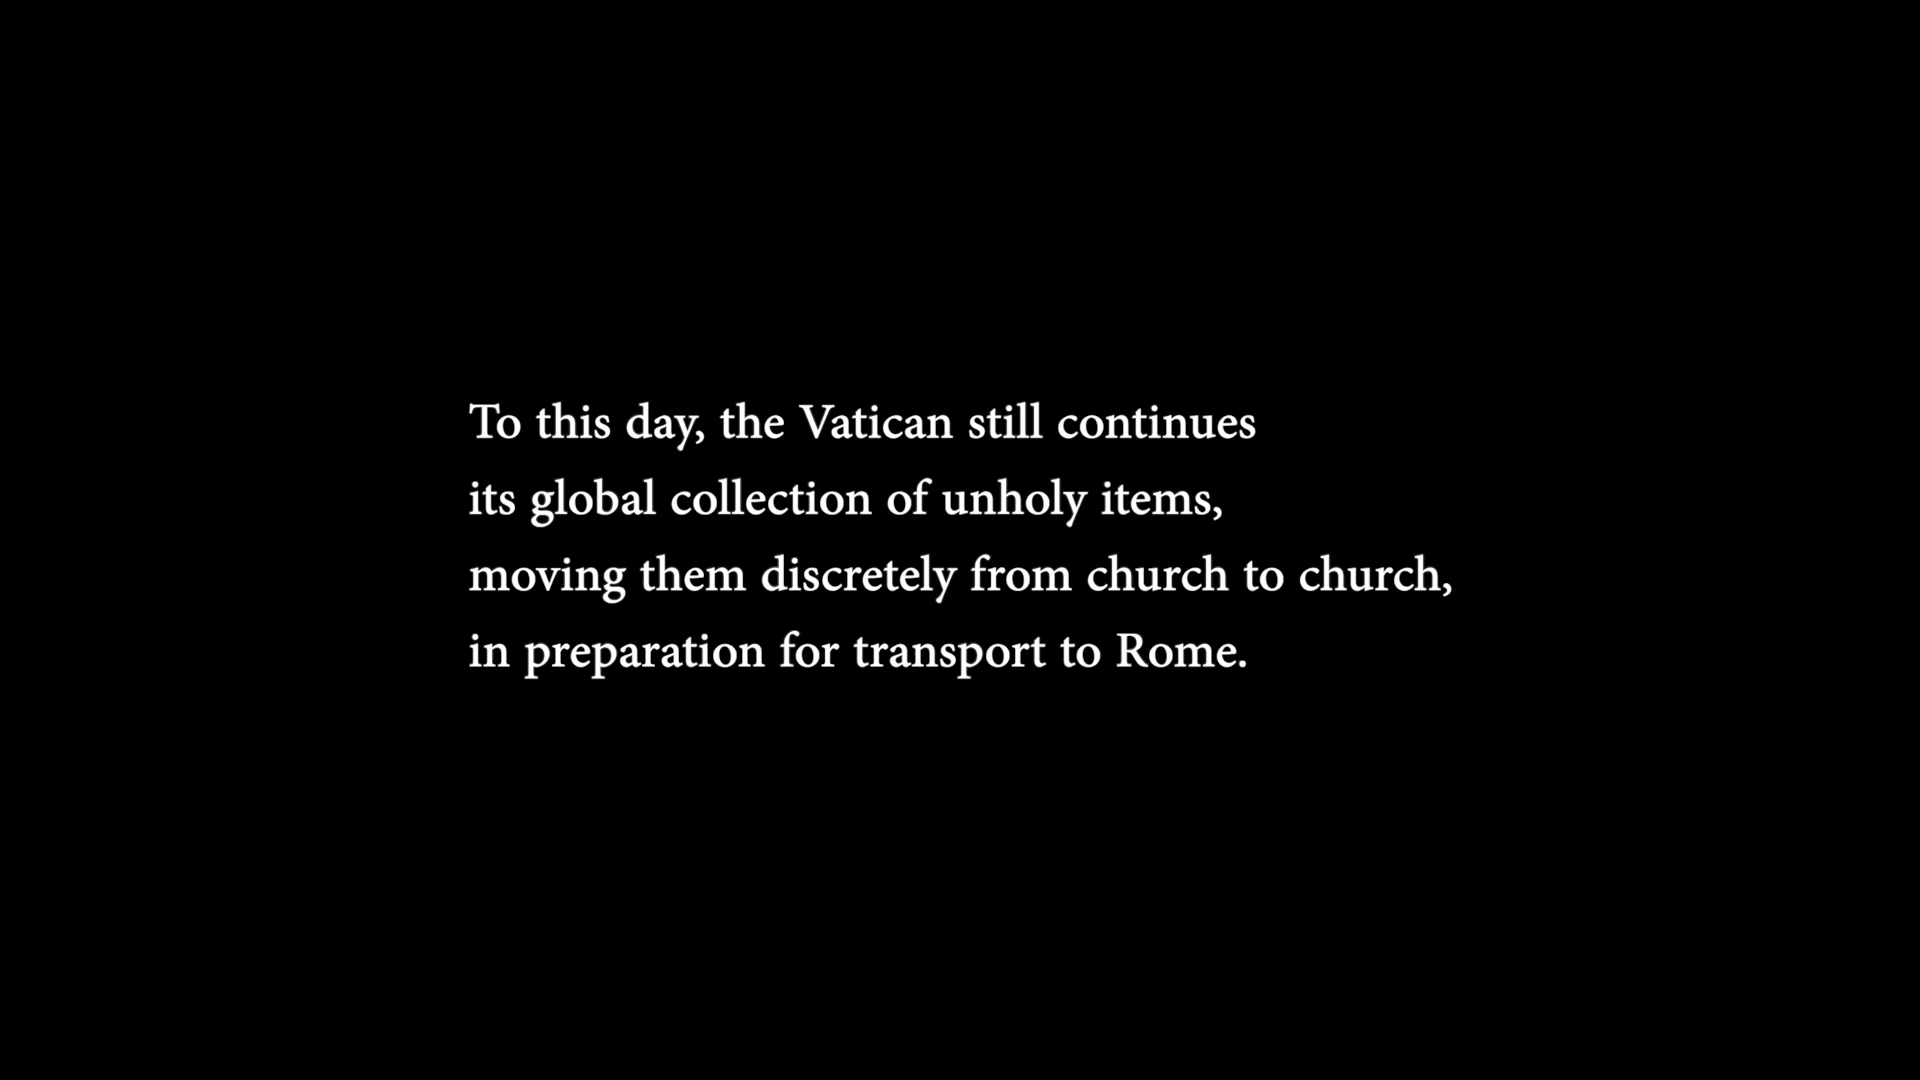 To this day, the Vatican still continues
its global collection of unholy items,
moving them discretely from church to church,
in preparation for transport to Rome.